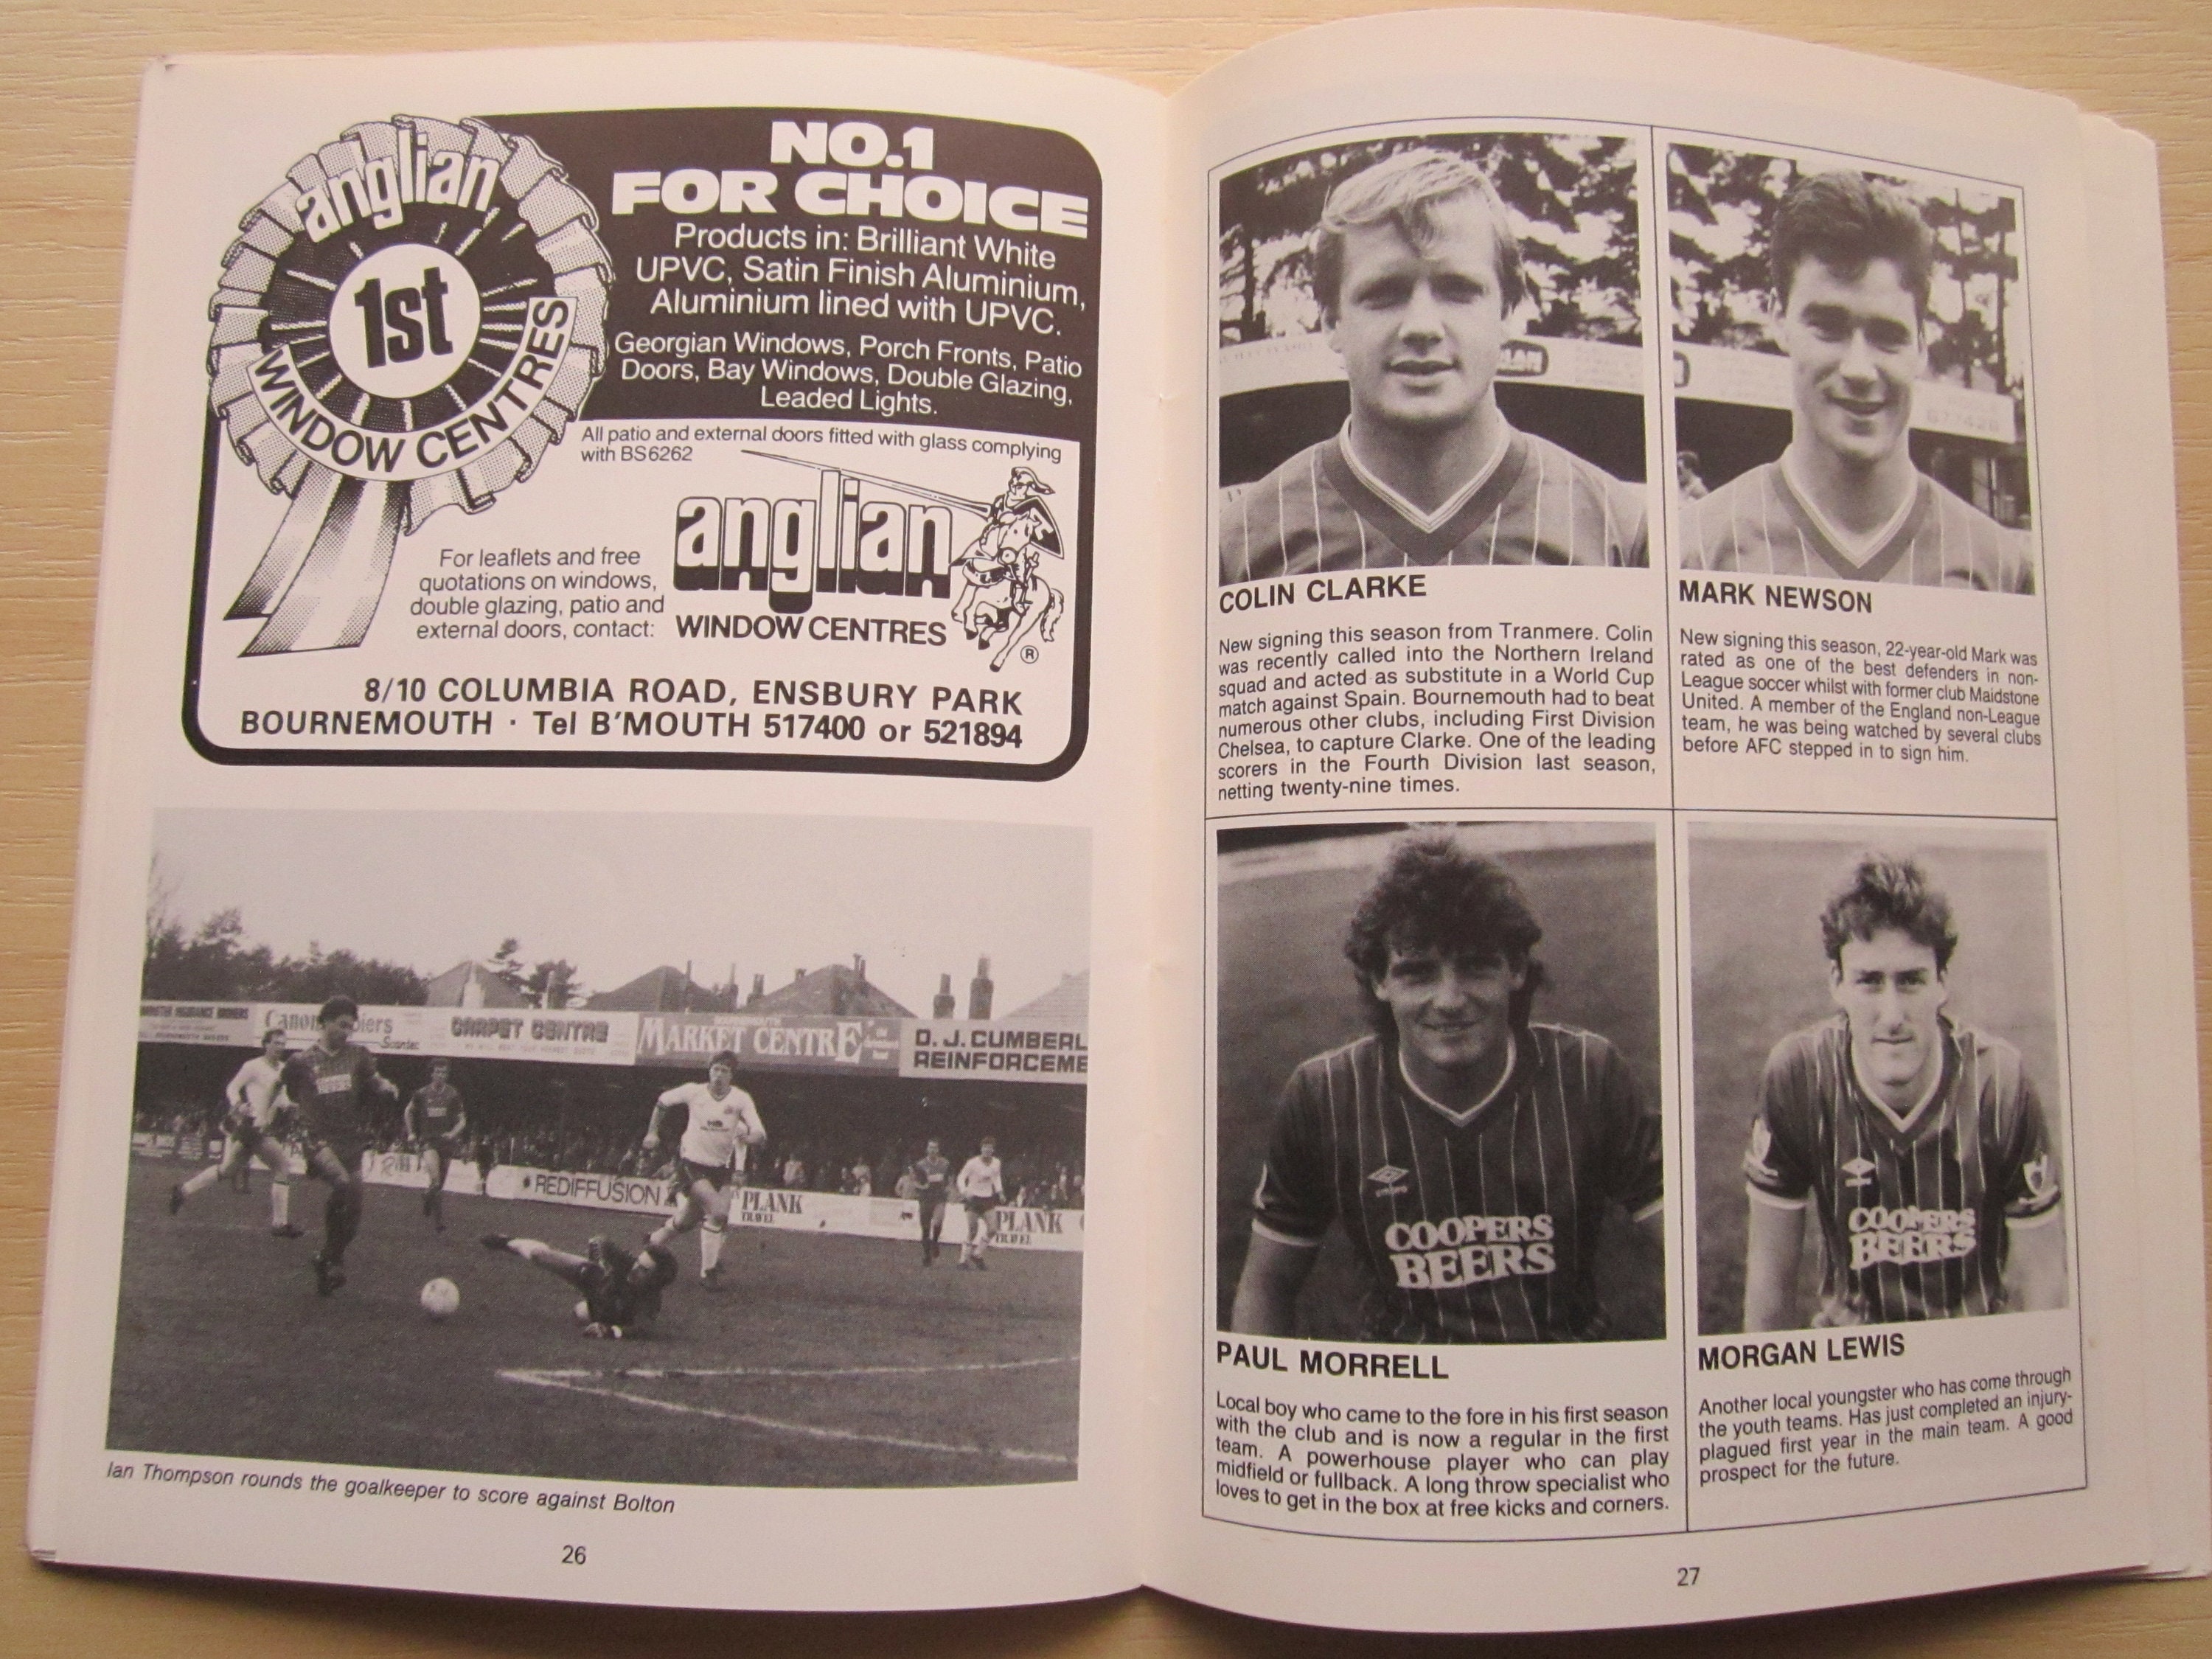 anglian
1st
WINDOW CENTRES
NO.1
FOR CHOICE
Products in: Brilliant White
UPVC, Satin Finish Aluminium,
Aluminium lined with UPVC.
Georgian Windows, Porch Fronts, Patio
Doors, Bay Windows, Double Glazing,
Leaded Lights.
All patio and external doors fitted with glass complying
with BS6262
For leaflets and free
quotations on windows,
double glazing, patio and
external doors, contact:
anglian
WINDOW CENTRES
®
8/10 COLUMBIA ROAD, ENSBURY PARK
BOURNEMOUTH · Tel B'MOUTH 517400 or 521894
CARPET CENTRE
MARKET CENTRE
D.J.CUMBERL
REINFORCEME
REDIFFUSION
PLANK
TRAVEL
PLANK
TRAVEL
Ian Thompson rounds the goalkeeper to score against Bolton
26
COLIN CLARKE
New signing this season from Tranmere. Colin
was recently called into the Northern Ireland
squad and acted as substitute in a World Cup
match against Spain. Bournemouth had to beat
numerous other clubs, including First Division
Chelsea, to capture Clarke. One of the leading
scorers in the Fourth Division last season,
netting twenty-nine times.
MARK NEWSON
New signing this season, 22-year-old Mark was
rated as one of the best defenders in non-
League soccer whilst with former club Maidstone
United. A member of the England non-League
team, he was being watched by several clubs
before AFC stepped in to sign him.
COOPERS
BEERS
PAUL MORRELL
Local boy who came to the fore in his first season
with the club and is now a regular in the first
team. A powerhouse player who can play
midfield or fullback. A long throw specialist who
loves to get in the box at free kicks and corners.
COOPERS
BEERS
MORGAN LEWIS
Another local youngster who has come through
the youth teams. Has just completed an injury-
plagued first year in the main team. A good
prospect for the future.
27